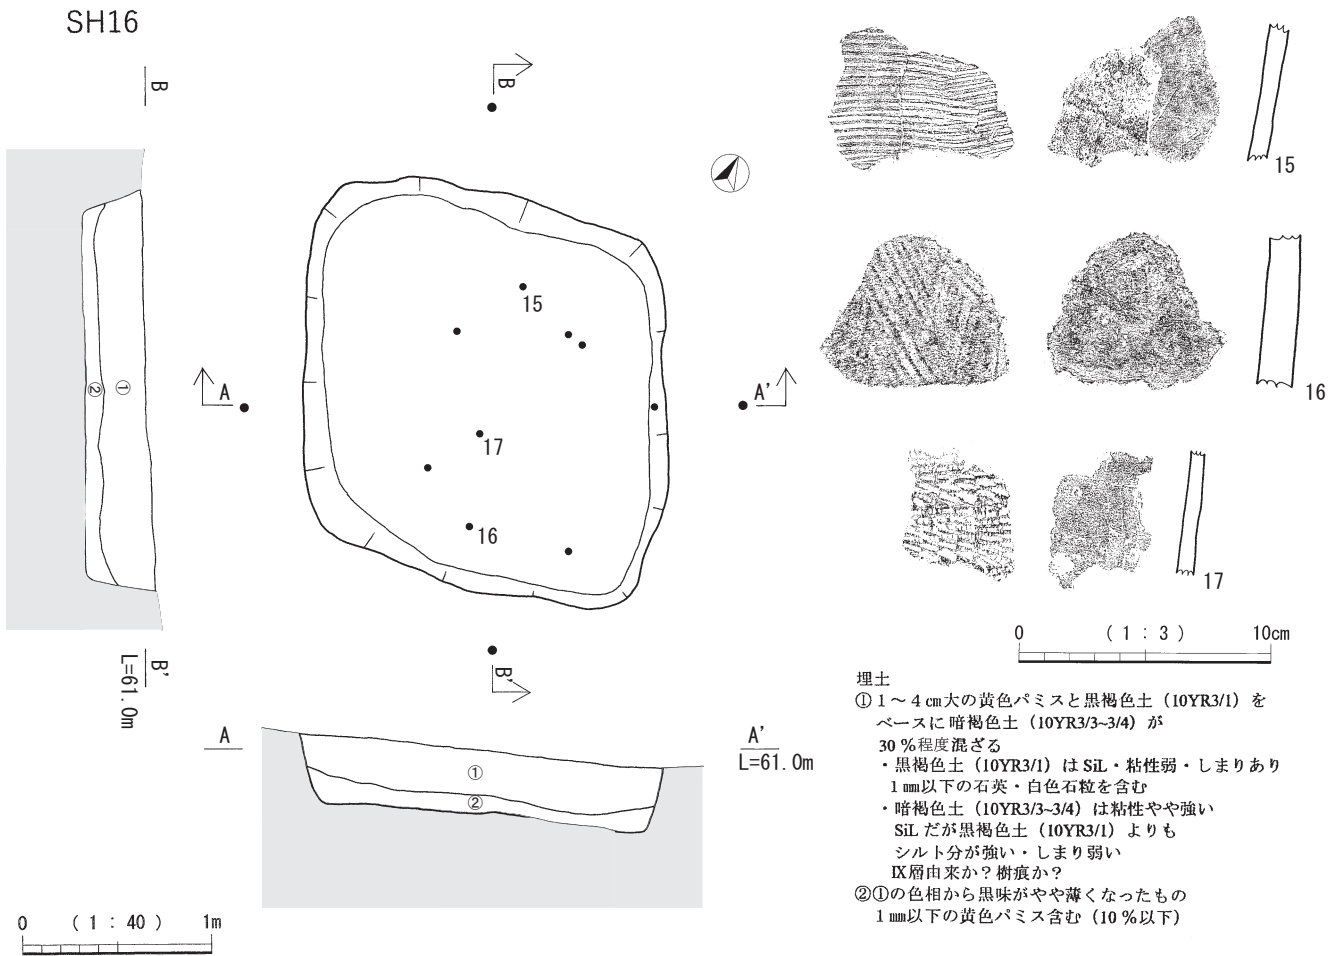 SH16
B
B
15
15
16
A
A'
①
②
17
16
17
B'
L=61.0m
B'
0 (1:3) 10cm
A
A'
L=61.0m
①
②
0 (1:40) 1m
埋土
①1～4㎝大の黄色パミスと黒褐色土（10YR3/1）を
ベースに暗褐色土（10YR3/3~3/4）が
30％程度混ざる
・黒褐色土（10YR3/1）はSiL・粘性弱・しまりあり
1㎜以下の石英・白色石粒を含む
・暗褐色土（10YR3/3~3/4）は粘性やや強い
SiLだが黒褐色土（10YR3/1）よりも
シルト分が強い・しまり弱い
Ⅸ層由来か？樹痕か？
②①の色相から黒味がやや薄くなったもの
1㎜以下の黄色パミス含む（10％以下）